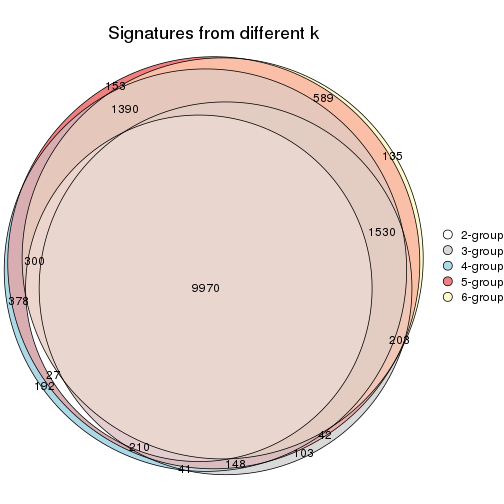 Signatures from different k
153
589
1390
135
1530
2-group
3-group
300
4-group
5-group
9970
6-group
378
203
27
192
42
210
103
148
41